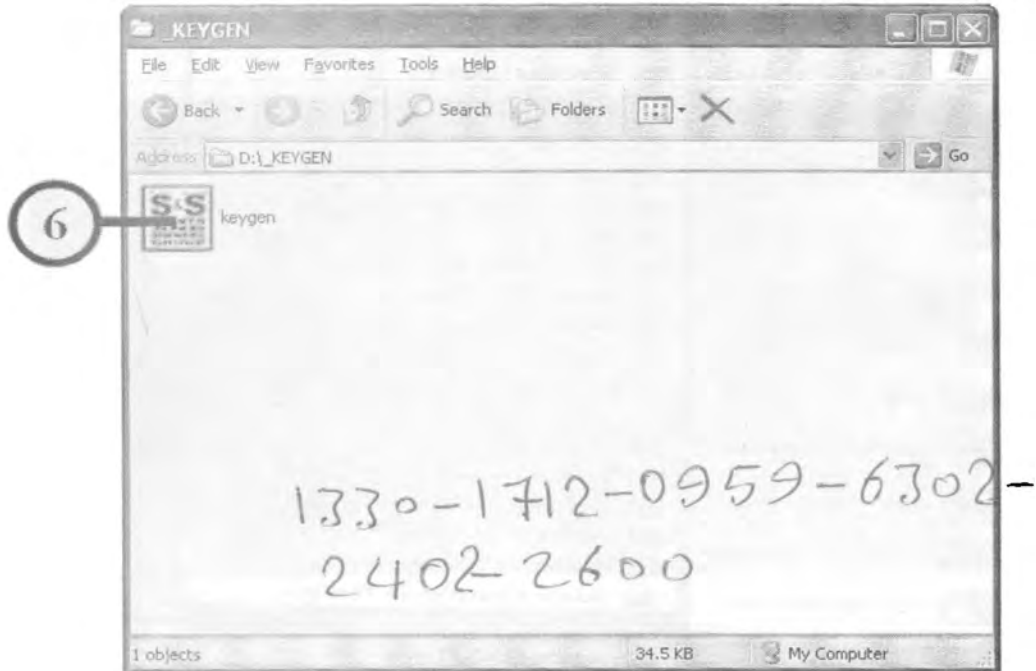 _KEYGEN
File Edit View Favorites Tools Help
Back Search Folders
Address D:\_KEYGEN Go
6
S&S
keygen
1330-1712-0959-6302-
2402-2600
1 objects 34.5 KB My Computer